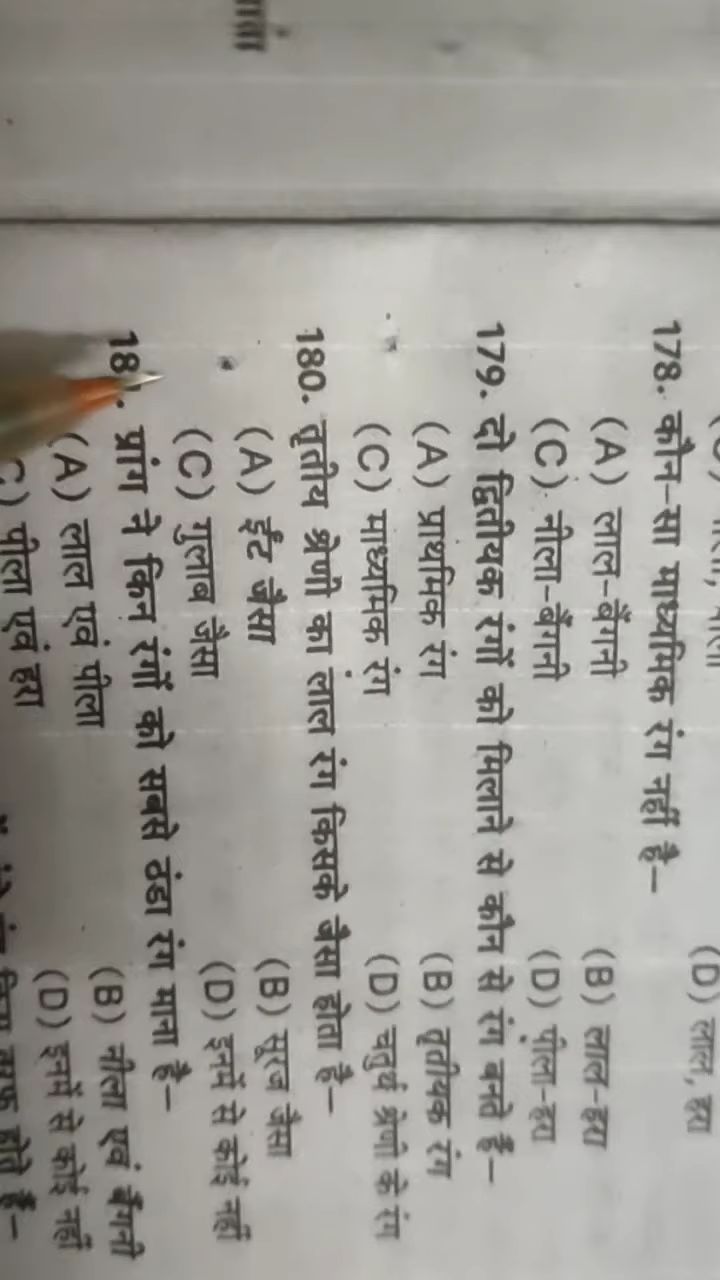 (D) लाल, हरा
178. कौन-सा माध्यमिक रंग नहीं है–
(A) लाल-बैंगनी (B) लाल-हरा
(C) नीला-बैंगनी (D) पीला-हरा
179. दो द्वितीयक रंगों को मिलाने से कौन से रंग बनते हैं–
(A) प्राथमिक रंग (B) तृतीयक रंग
(C) माध्यमिक रंग (D) चतुर्थ श्रेणी के रंग
180. तृतीय श्रेणी का लाल रंग किसके जैसा होता है–
(A) ईंट जैसा (B) सूरज जैसा
(C) गुलाब जैसा (D) इनमें से कोई नहीं
18 प्रांग ने किन रंगों को सबसे ठंडा रंग माना है–
(A) लाल एवं पीला (B) नीला एवं बैंगनी
C) पीला एवं हरा (D) इनमें से कोई नहीं
होते हैं–